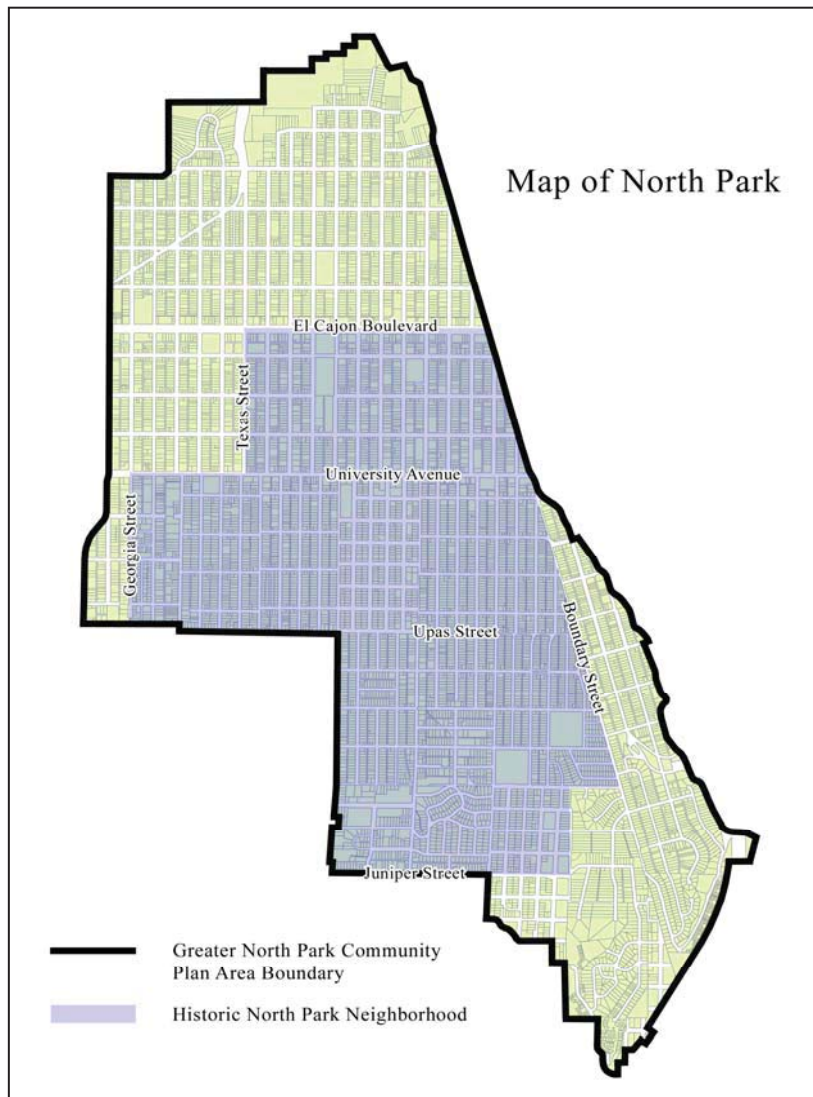 Map of North Park
El Cajon Boulevard
Texas Street
University Avenue
Georgia Street
Upas Street
Boundary Street
Juniper Street
Greater North Park Community
Plan Area Boundary
Historic North Park Neighborhood